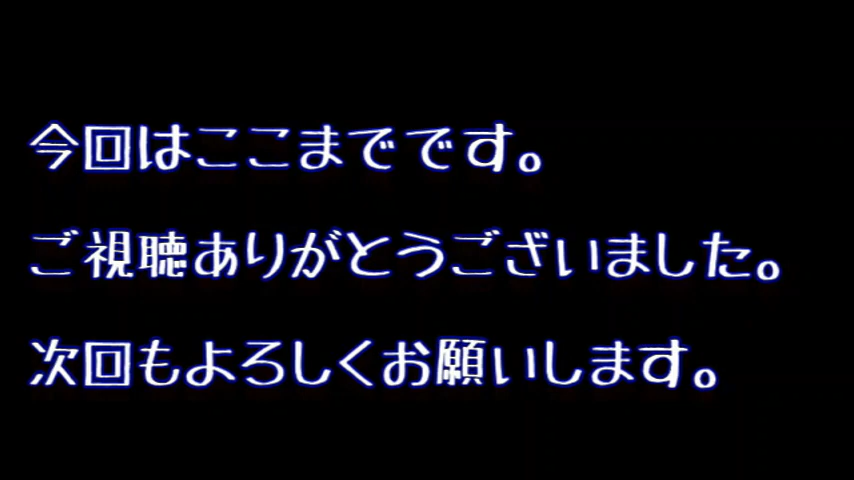 今回はここまでです。
ご視聴ありがとうございました。
次回もよろしくお願いします。